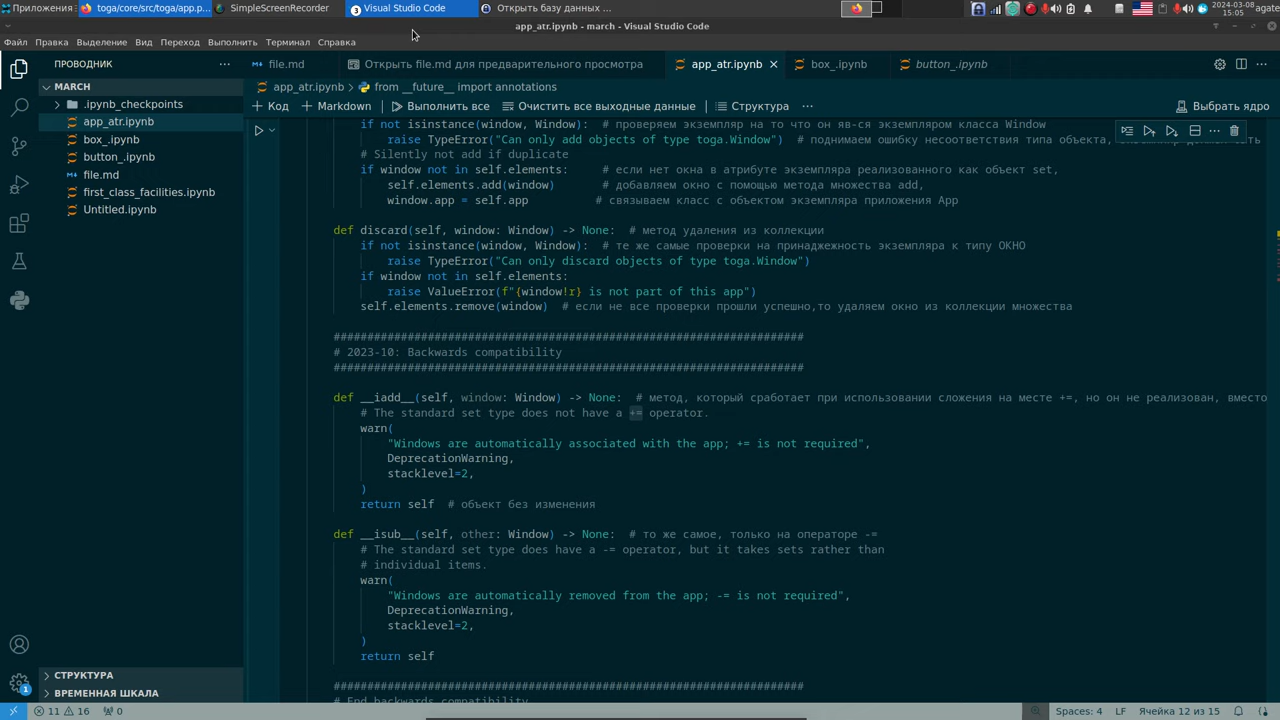 Приложения
toga/core/src/toga/app.p...
SimpleScreenRecorder
3 Visual Studio Code
Открыть базу данных ...
2024-03-09
15:03:08
agate
app_atr.ipynb - march - Visual Studio Code
Файл Правка Выделение Вид Переход Выполнить Терминал Справка
ПРОВОДНИК
file.md
Открыть file.md для предварительного просмотра
app_atr.ipynb
box_.ipynb
button_.ipynb
MARCH
app_atr.ipynb > from __future__ import annotations
.ipynb_checkpoints
Код
Markdown
Выполнить все
Очистить все выходные данные
Структура
Выбрать ядро
app_atr.ipynb
box_.ipynb
button_.ipynb
file.md
first_class_facilities.ipynb
Untitled.ipynb
if not isinstance(window, Window): # проверяем экземпляр на то что он яв-ся экземпляром класса Window
raise TypeError("Can only add objects of type toga.Window") # поднимаем ошибку несоответствия типа объекта,
# Silently not add if duplicate
if window not in self.elements: # если нет окна в атрибуте экземпляра реализованного как объект set,
self.elements.add(window) # добавляем окно с помощью метода множества add,
window.app = self.app # связываем класс с объектом экземпляра приложения App
def discard(self, window: Window) -> None: # метод удаления из коллекции
if not isinstance(window, Window): # те же самые проверки на принаджежность экземпляра к типу ОКНО
raise TypeError("Can only discard objects of type toga.Window")
if window not in self.elements:
raise ValueError(f"{window!r} is not part of this app")
self.elements.remove(window) # если не все проверки прошли успешно,то удаляем окно из коллекции множества
######################################################################
# 2023-10: Backwards compatibility
######################################################################
def __iadd__(self, window: Window) -> None: # метод, который сработает при использовании сложения на месте +=, но он не реализован, вместо
# The standard set type does not have a += operator.
warn(
"Windows are automatically associated with the app; += is not required",
DeprecationWarning,
stacklevel=2,
)
return self # объект без изменения
def __isub__(self, other: Window) -> None: # то же самое, только на операторе -=
# The standard set type does have a -= operator, but it takes sets rather than
# individual items.
warn(
"Windows are automatically removed from the app; -= is not required",
DeprecationWarning,
stacklevel=2,
)
return self
######################################################################
# End backwards compatibility
СТРУКТУРА
ВРЕМЕННАЯ ШКАЛА
1
11 16 0
Spaces: 4 LF Ячейка 12 из 15